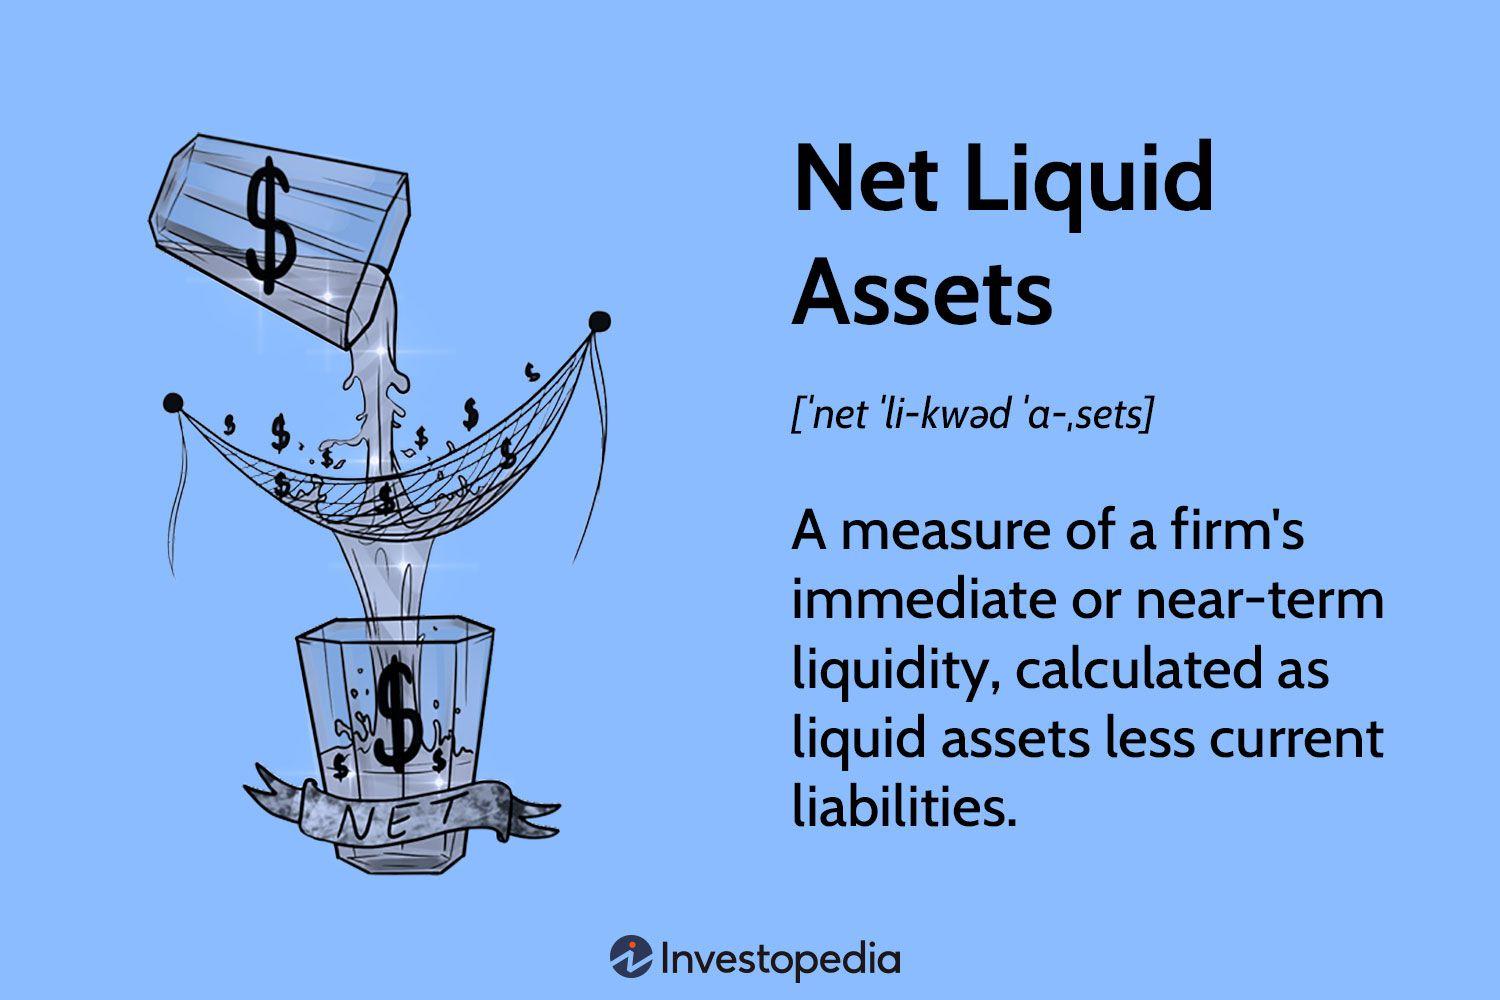 $
$
NET
Net Liquid
Assets
[ˈnet ˈli-kwəd ˈa-ˌsets]
A measure of a firm's
immediate or near-term
liquidity, calculated as
liquid assets less current
liabilities.
Investopedia